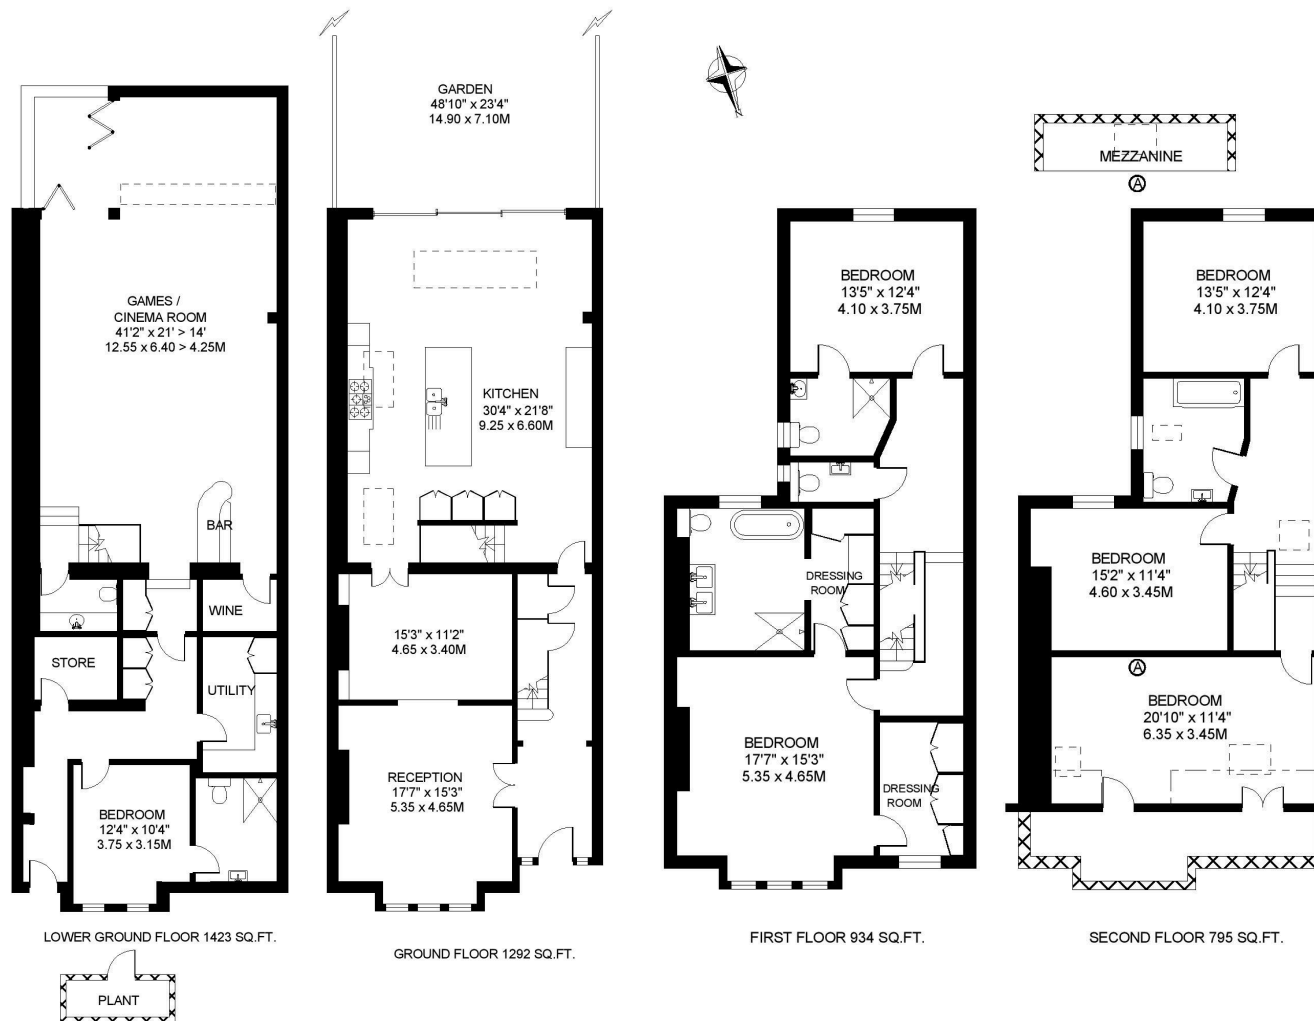 GARDEN
48'10" x 23'4"
14.90 x 7.10M
GAMES /
CINEMA ROOM
41'2" x 21' > 14'
12.55 x 6.40 > 4.25M
BAR
WINE
STORE
UTILITY
BEDROOM
12'4" x 10'4"
3.75 x 3.15M
LOWER GROUND FLOOR 1423 SQ.FT.
PLANT
KITCHEN
30'4" x 21'8"
9.25 x 6.60M
15'3" x 11'2"
4.65 x 3.40M
RECEPTION
17'7" x 15'3"
5.35 x 4.65M
GROUND FLOOR 1292 SQ.FT.
BEDROOM
13'5" x 12'4"
4.10 x 3.75M
DRESSING
ROOM
BEDROOM
17'7" x 15'3"
5.35 x 4.65M
DRESSING
ROOM
FIRST FLOOR 934 SQ.FT.
MEZZANINE
A
BEDROOM
13'5" x 12'4"
4.10 x 3.75M
BEDROOM
15'2" x 11'4"
4.60 x 3.45M
A
BEDROOM
20'10" x 11'4"
6.35 x 3.45M
SECOND FLOOR 795 SQ.FT.